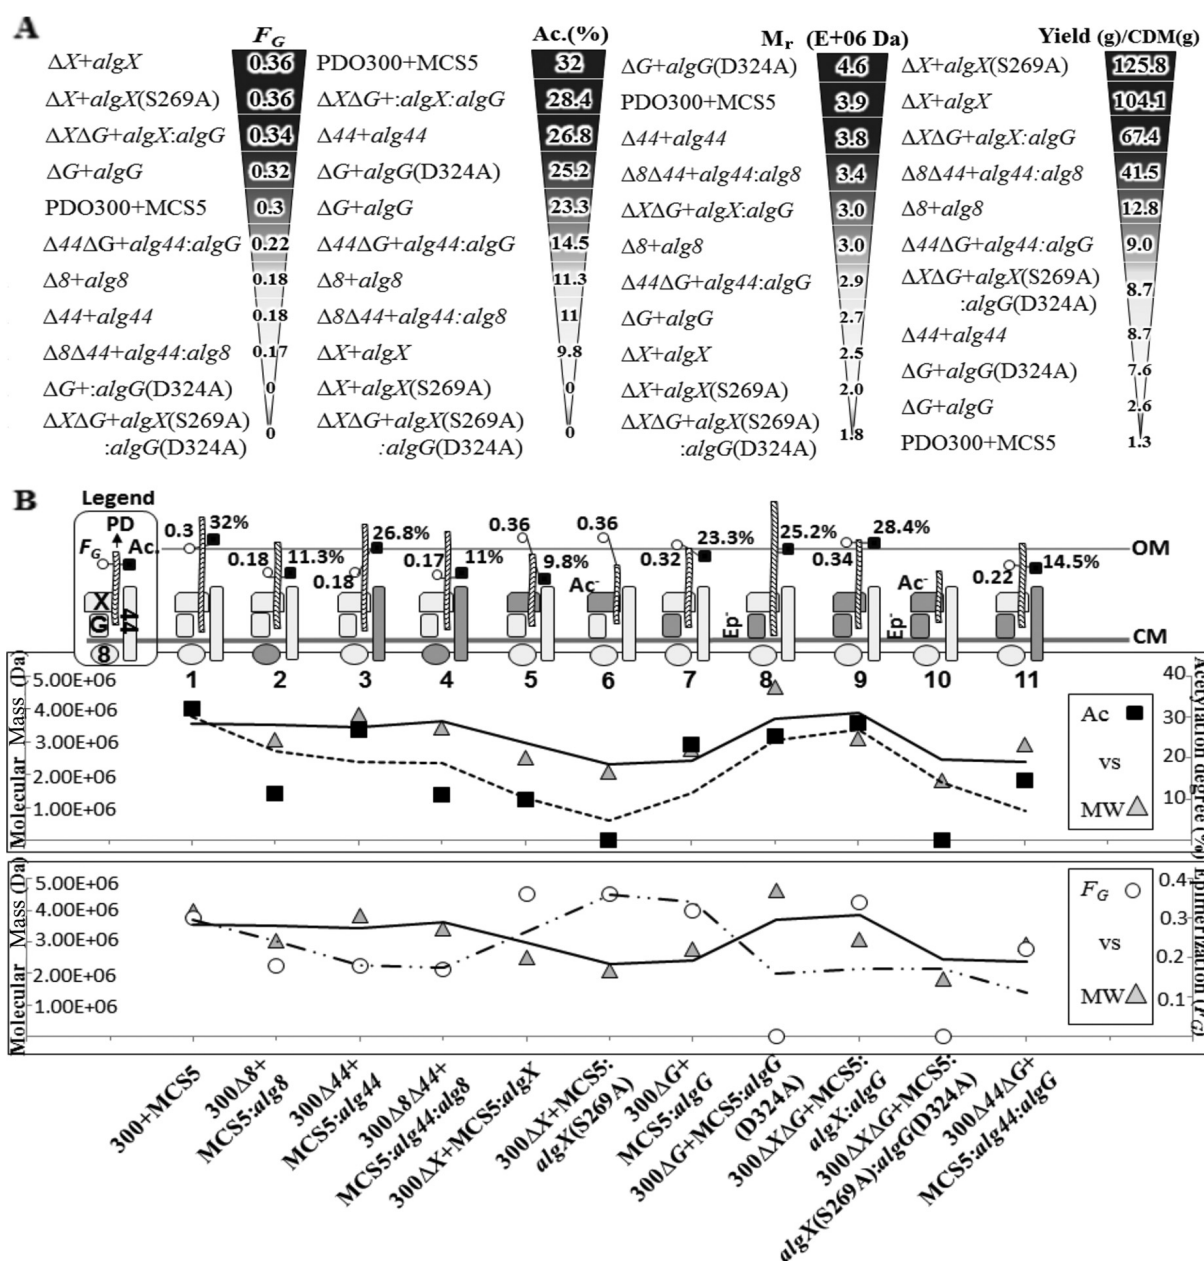 A
F_G
ΔX+algX 0.36
ΔX+algX(S269A) 0.36
ΔXΔG+algX:algG 0.34
ΔG+algG 0.32
PDO300+MCS5 0.3
Δ44ΔG+alg44:algG 0.22
Δ8+alg8 0.18
Δ44+alg44 0.18
Δ8Δ44+alg44:alg8 0.17
ΔG+:algG(D324A) 0
ΔXΔG+algX(S269A)
:algG(D324A) 0
Ac.(%)
PDO300+MCS5 32
ΔXΔG+:algX:algG 28.4
Δ44+alg44 26.8
ΔG+algG(D324A) 25.2
ΔG+algG 23.3
Δ44ΔG+alg44:algG 14.5
Δ8+alg8 11.3
Δ8Δ44+alg44:alg8 11
ΔX+algX 9.8
ΔX+algX(S269A) 0
ΔXΔG+algX(S269A)
:algG(D324A) 0
M_r (E+06 Da)
ΔG+algG(D324A) 4.6
PDO300+MCS5 3.9
Δ44+alg44 3.8
Δ8Δ44+alg44:alg8 3.4
ΔXΔG+algX:algG 3.0
Δ8+alg8 3.0
Δ44ΔG+alg44:algG 2.9
ΔG+algG 2.7
ΔX+algX 2.5
ΔX+algX(S269A) 2.0
ΔXΔG+algX(S269A)
:algG(D324A) 1.8
Yield (g)/CDM(g)
ΔX+algX(S269A) 125.8
ΔX+algX 104.1
ΔXΔG+algX:algG 67.4
Δ8Δ44+alg44:alg8 41.5
Δ8+alg8 12.8
Δ44ΔG+alg44:algG 9.0
ΔXΔG+algX(S269A)
:algG(D324A) 8.7
Δ44+alg44 8.7
ΔG+algG(D324A) 7.6
ΔG+algG 2.6
PDO300+MCS5 1.3
B
Legend
PD
F_G Ac.
X
G
44
8
0.3 32%
0.18 11.3%
0.18 26.8%
0.17 11%
0.36 9.8%
0.36 Ac-
0.32 23.3%
Ep- 25.2%
0.34 28.4%
Ep- Ac-
0.22 14.5%
OM
CM
1 2 3 4 5 6 7 8 9 10 11
Molecular Mass (Da)
5.00E+06
4.00E+06
3.00E+06
2.00E+06
1.00E+06
Acetylation degree (%)
40
30
20
10
Ac
vs
MW
Molecular Mass (Da)
5.00E+06
4.00E+06
3.00E+06
2.00E+06
1.00E+06
Epimerization (F_G)
0.4
0.3
0.2
0.1
F_G
vs
MW
300+MCS5
300Δ8+
MCS5:alg8
300Δ44+
MCS5:alg44
300Δ8Δ44+
MCS5:alg44:alg8
300ΔX+MCS5:algX
300ΔX+MCS5:
algX(S269A)
300ΔG+
MCS5:algG
300ΔG+MCS5:algG
(D324A)
300ΔXΔG+MCS5:
algX:algG
300ΔXΔG+MCS5:
algX(S269A):algG(D324A)
300Δ44ΔG+
MCS5:alg44:algG